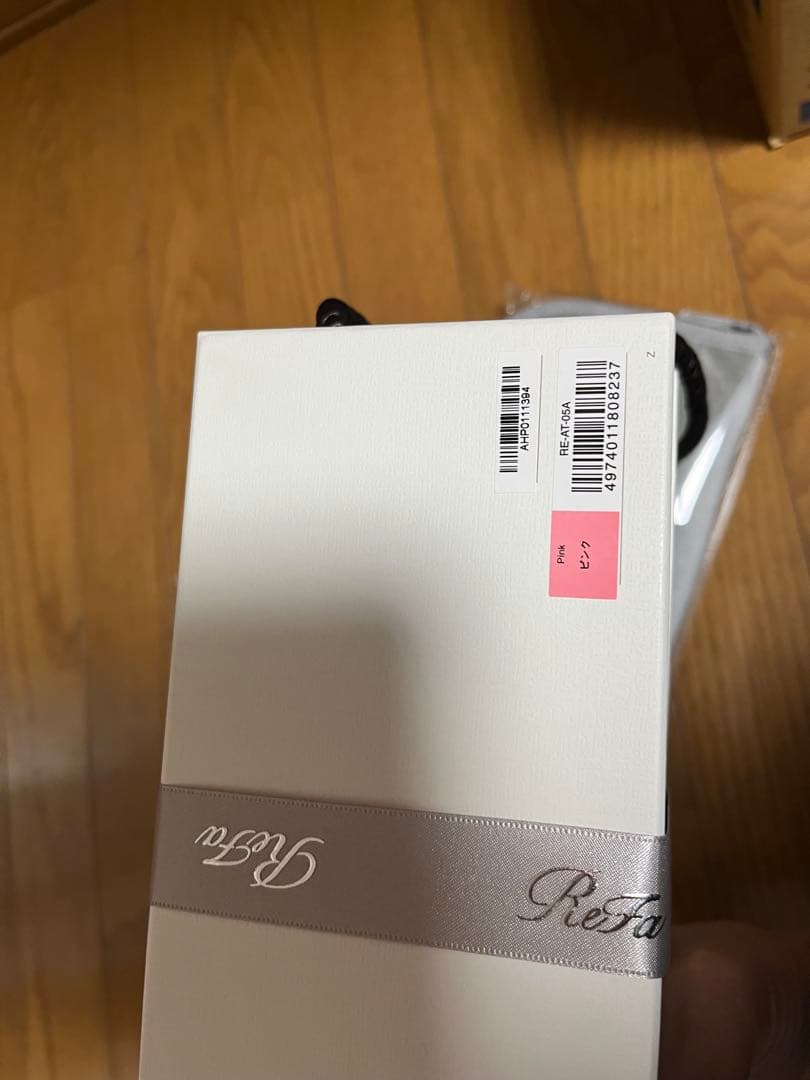 AHP0111394
RE-AT-05A
4974011808237
Pink
ピンク
Z
ReFa
ReFa